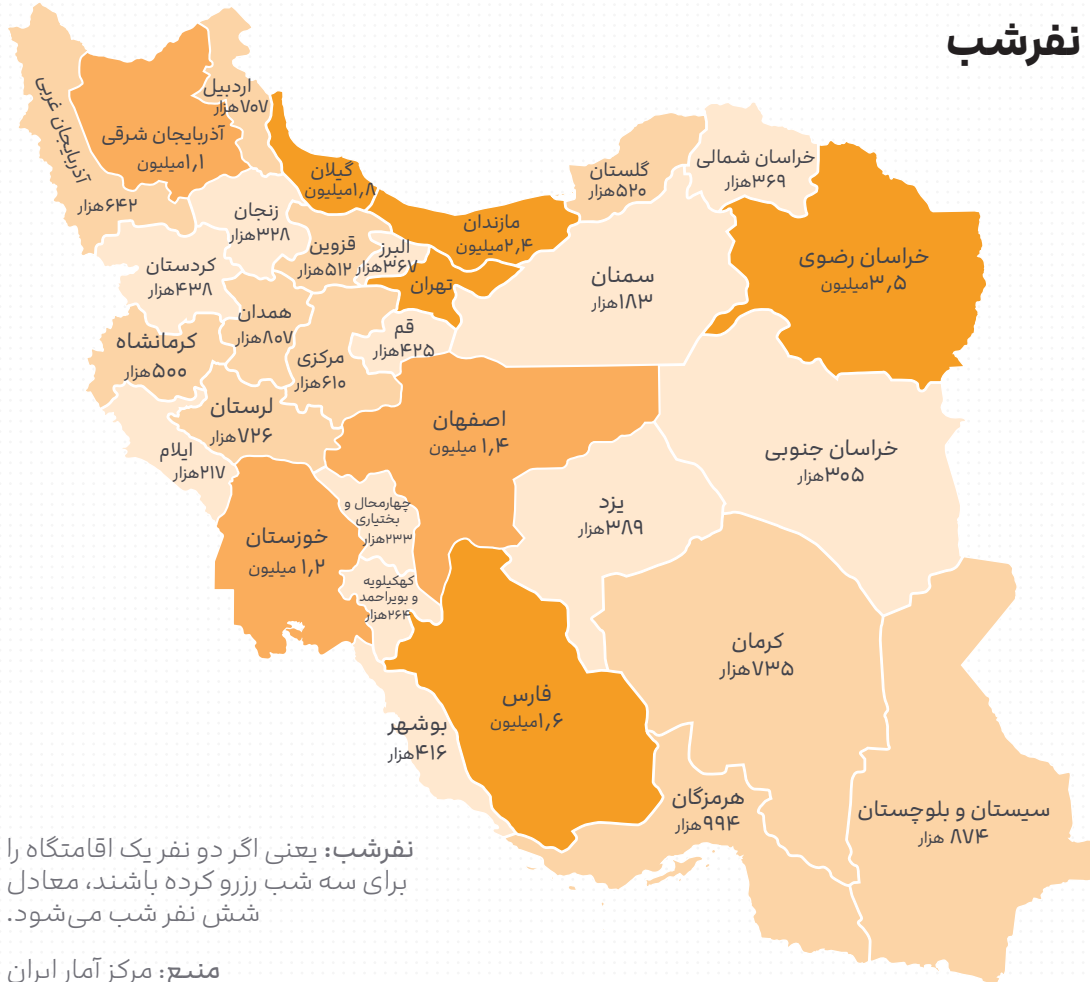 نفرشب
اردبیل
۷۰۷هزار
آذربایجان غربی
۶۴۲هزار
آذربایجان شرقی
۱٫۱میلیون
گیلان
۱٫۸میلیون
خراسان شمالی
۳۶۹هزار
گلستان
۵۲۰هزار
زنجان
۳۲۸هزار
مازندان
۲٫۴میلیون
قزوین
۵۱۲هزار
البرز
۳۶۷هزار
خراسان رضوی
۳٫۵میلیون
کردستان
۴۳۸هزار
سمنان
۱۸۳هزار
تهران
همدان
۸۰۷هزار
قم
۴۲۵هزار
کرمانشاه
۵۰۰هزار
مرکزی
۶۱۰هزار
لرستان
۷۲۶هزار
اصفهان
۱٫۴ میلیون
ایلام
۲۱۷هزار
خراسان جنوبی
۳۰۵هزار
یزد
۳۸۹هزار
چهارمحال و
بختیاری
۲۳۳هزار
خوزستان
۱٫۲ میلیون
کهکیلویه
و بویراحمد
۲۶۴هزار
کرمان
۷۳۵هزار
فارس
۱٫۶میلیون
بوشهر
۴۱۶هزار
هرمزگان
۹۹۴هزار
سیستان و بلوچستان
۸۷۴ هزار
نفرشب: یعنی اگر دو نفر یک اقامتگاه را
برای سه شب رزرو کرده باشند، معادل
شش نفر شب می‌شود.
منبع: مرکز آمار ایران